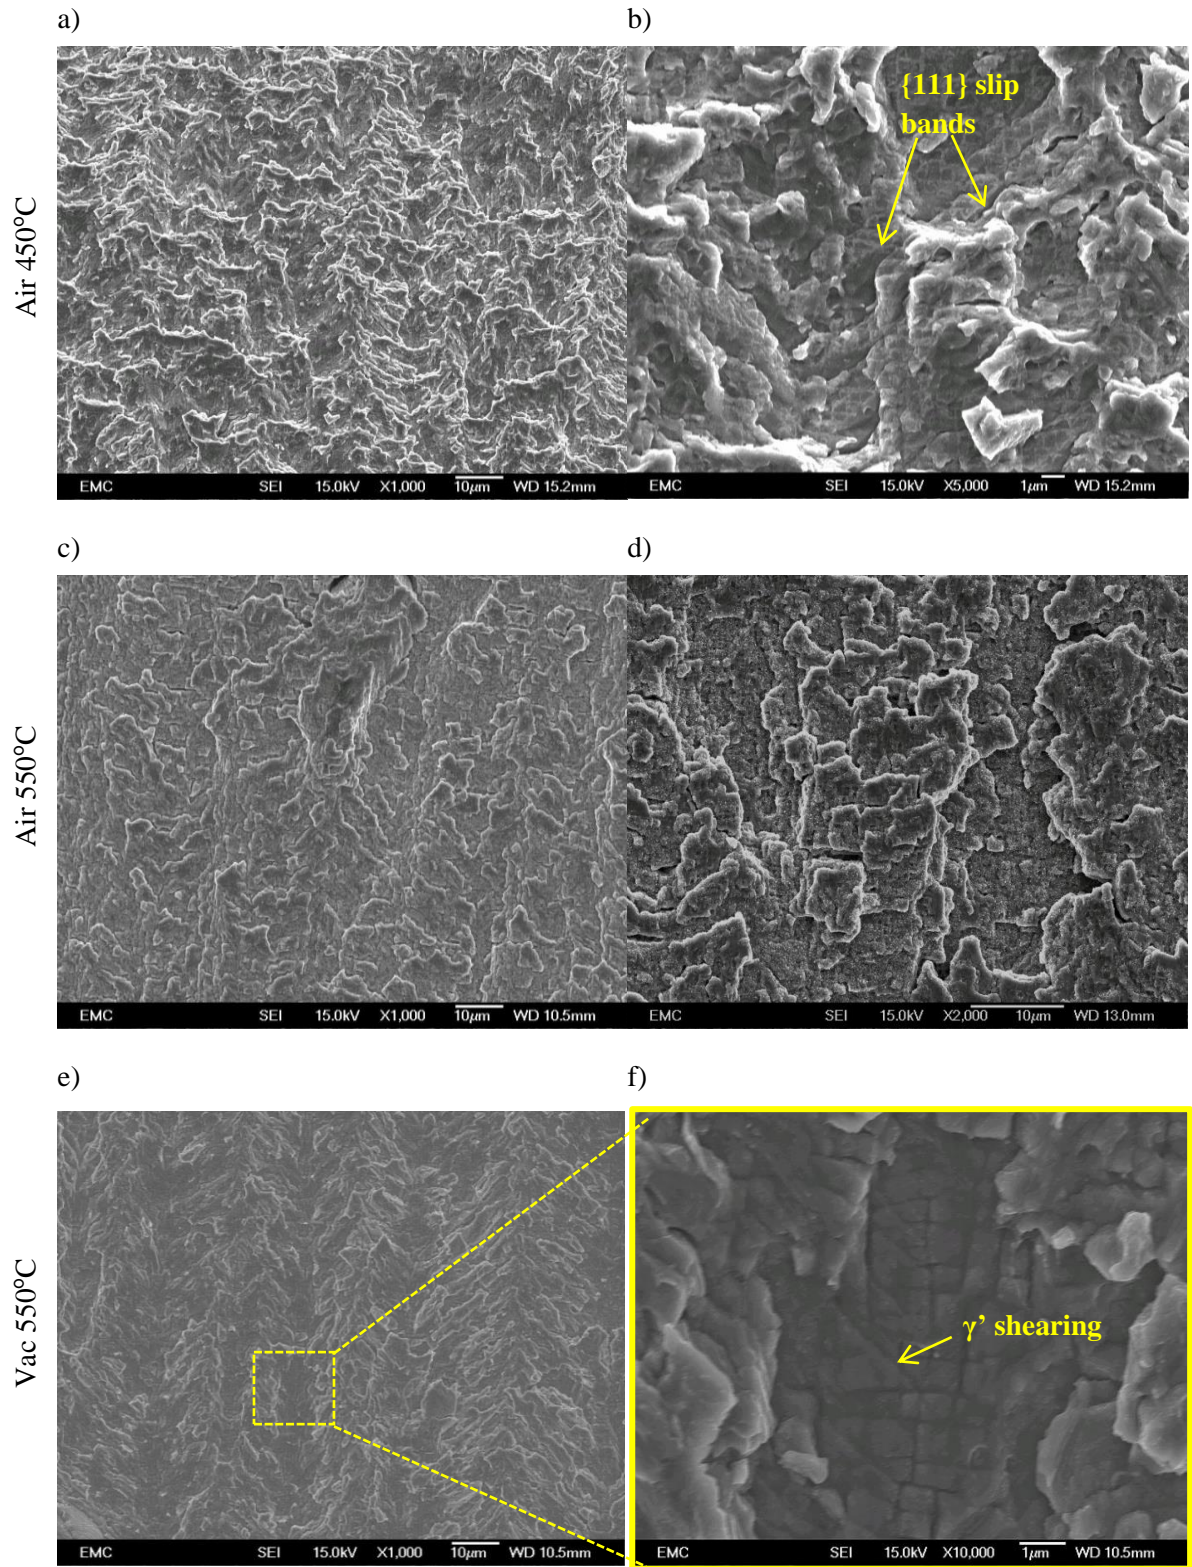 a)
b)
Air 450°C
{111} slip
bands
EMC SEI 15.0kV X1,000 10μm WD 15.2mm
EMC SEI 15.0kV X5,000 1μm WD 15.2mm
c)
d)
Air 550°C
EMC SEI 15.0kV X1,000 10μm WD 10.5mm
EMC SEI 15.0kV X2,000 10μm WD 13.0mm
e)
f)
Vac 550°C
γ’ shearing
EMC SEI 15.0kV X1,000 10μm WD 10.5mm
EMC SEI 15.0kV X10,000 1μm WD 10.5mm